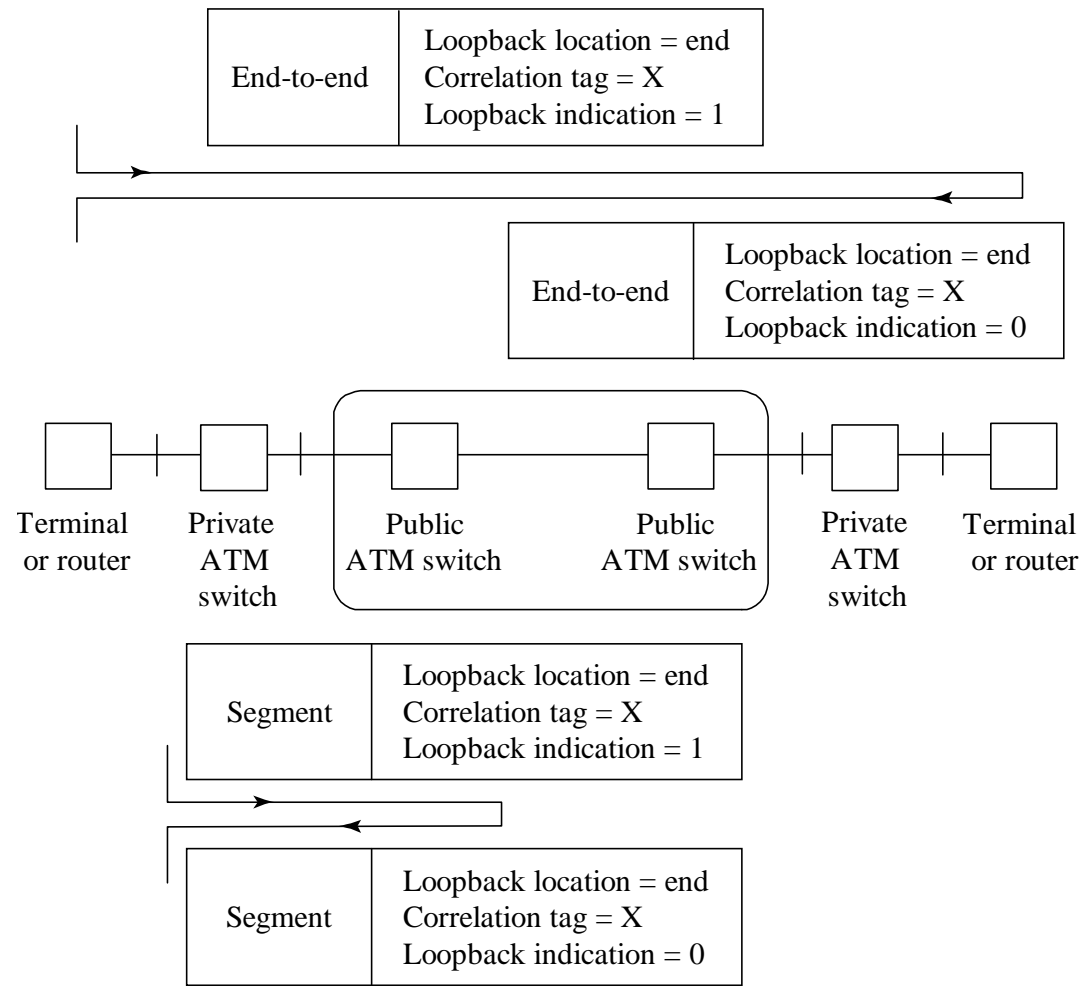 End-to-end
Loopback location = end
Correlation tag = X
Loopback indication = 1
End-to-end
Loopback location = end
Correlation tag = X
Loopback indication = 0
Terminal
or router
Private
ATM
switch
Public
ATM switch
Public
ATM switch
Private
ATM
switch
Terminal
or router
Segment
Loopback location = end
Correlation tag = X
Loopback indication = 1
Segment
Loopback location = end
Correlation tag = X
Loopback indication = 0